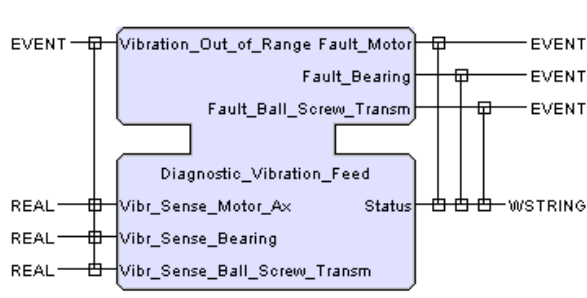 EVENT Vibration_Out_of_Range Fault_Motor EVENT
Fault_Bearing EVENT
Fault_Ball_Screw_Transm EVENT
Diagnostic_Vibration_Feed
REAL Vibr_Sense_Motor_Ax Status WSTRING
REAL Vibr_Sense_Bearing
REAL Vibr_Sense_Ball_Screw_Transm